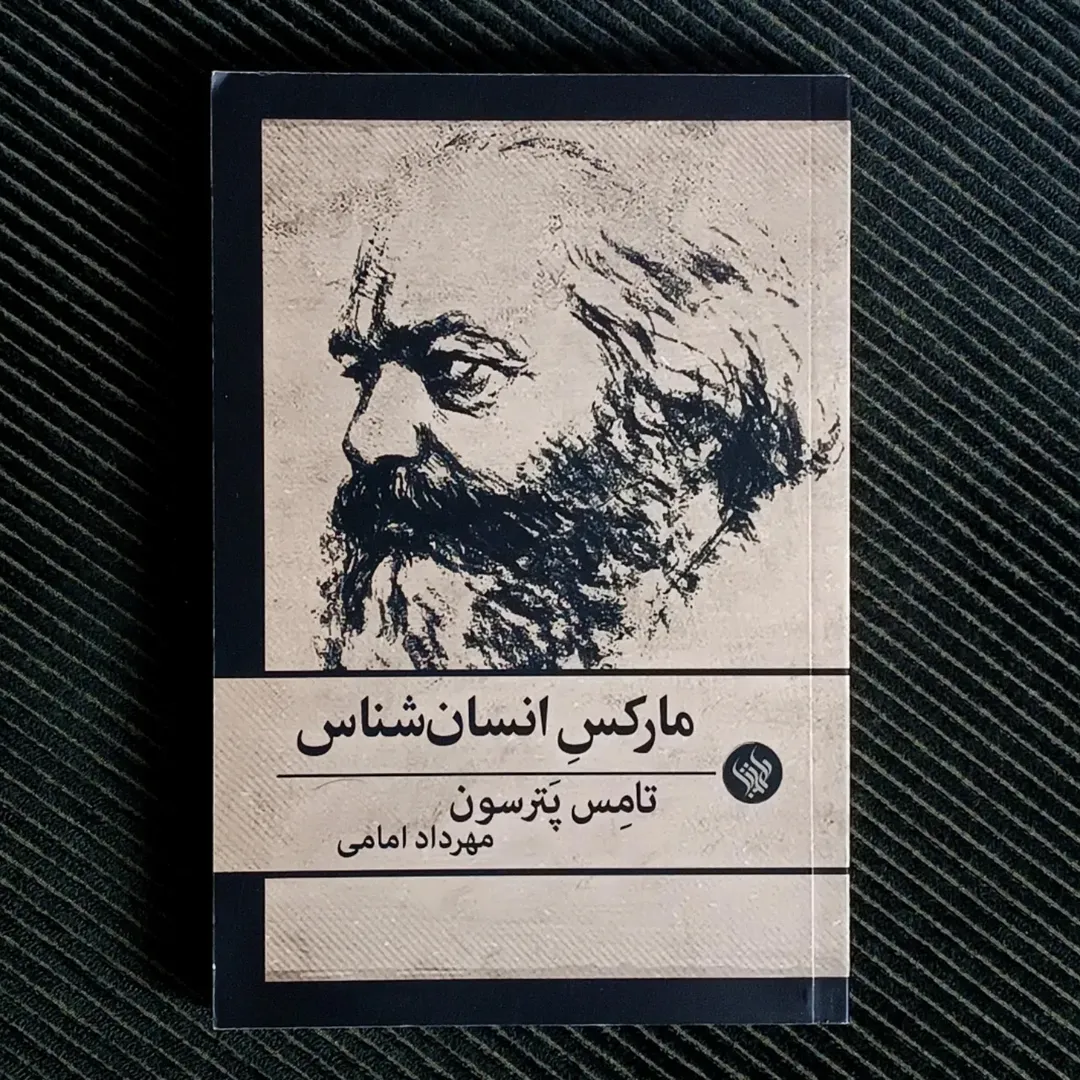 مارکسِ انسان‌شناس
تامِس پَترسون
مهرداد امامی